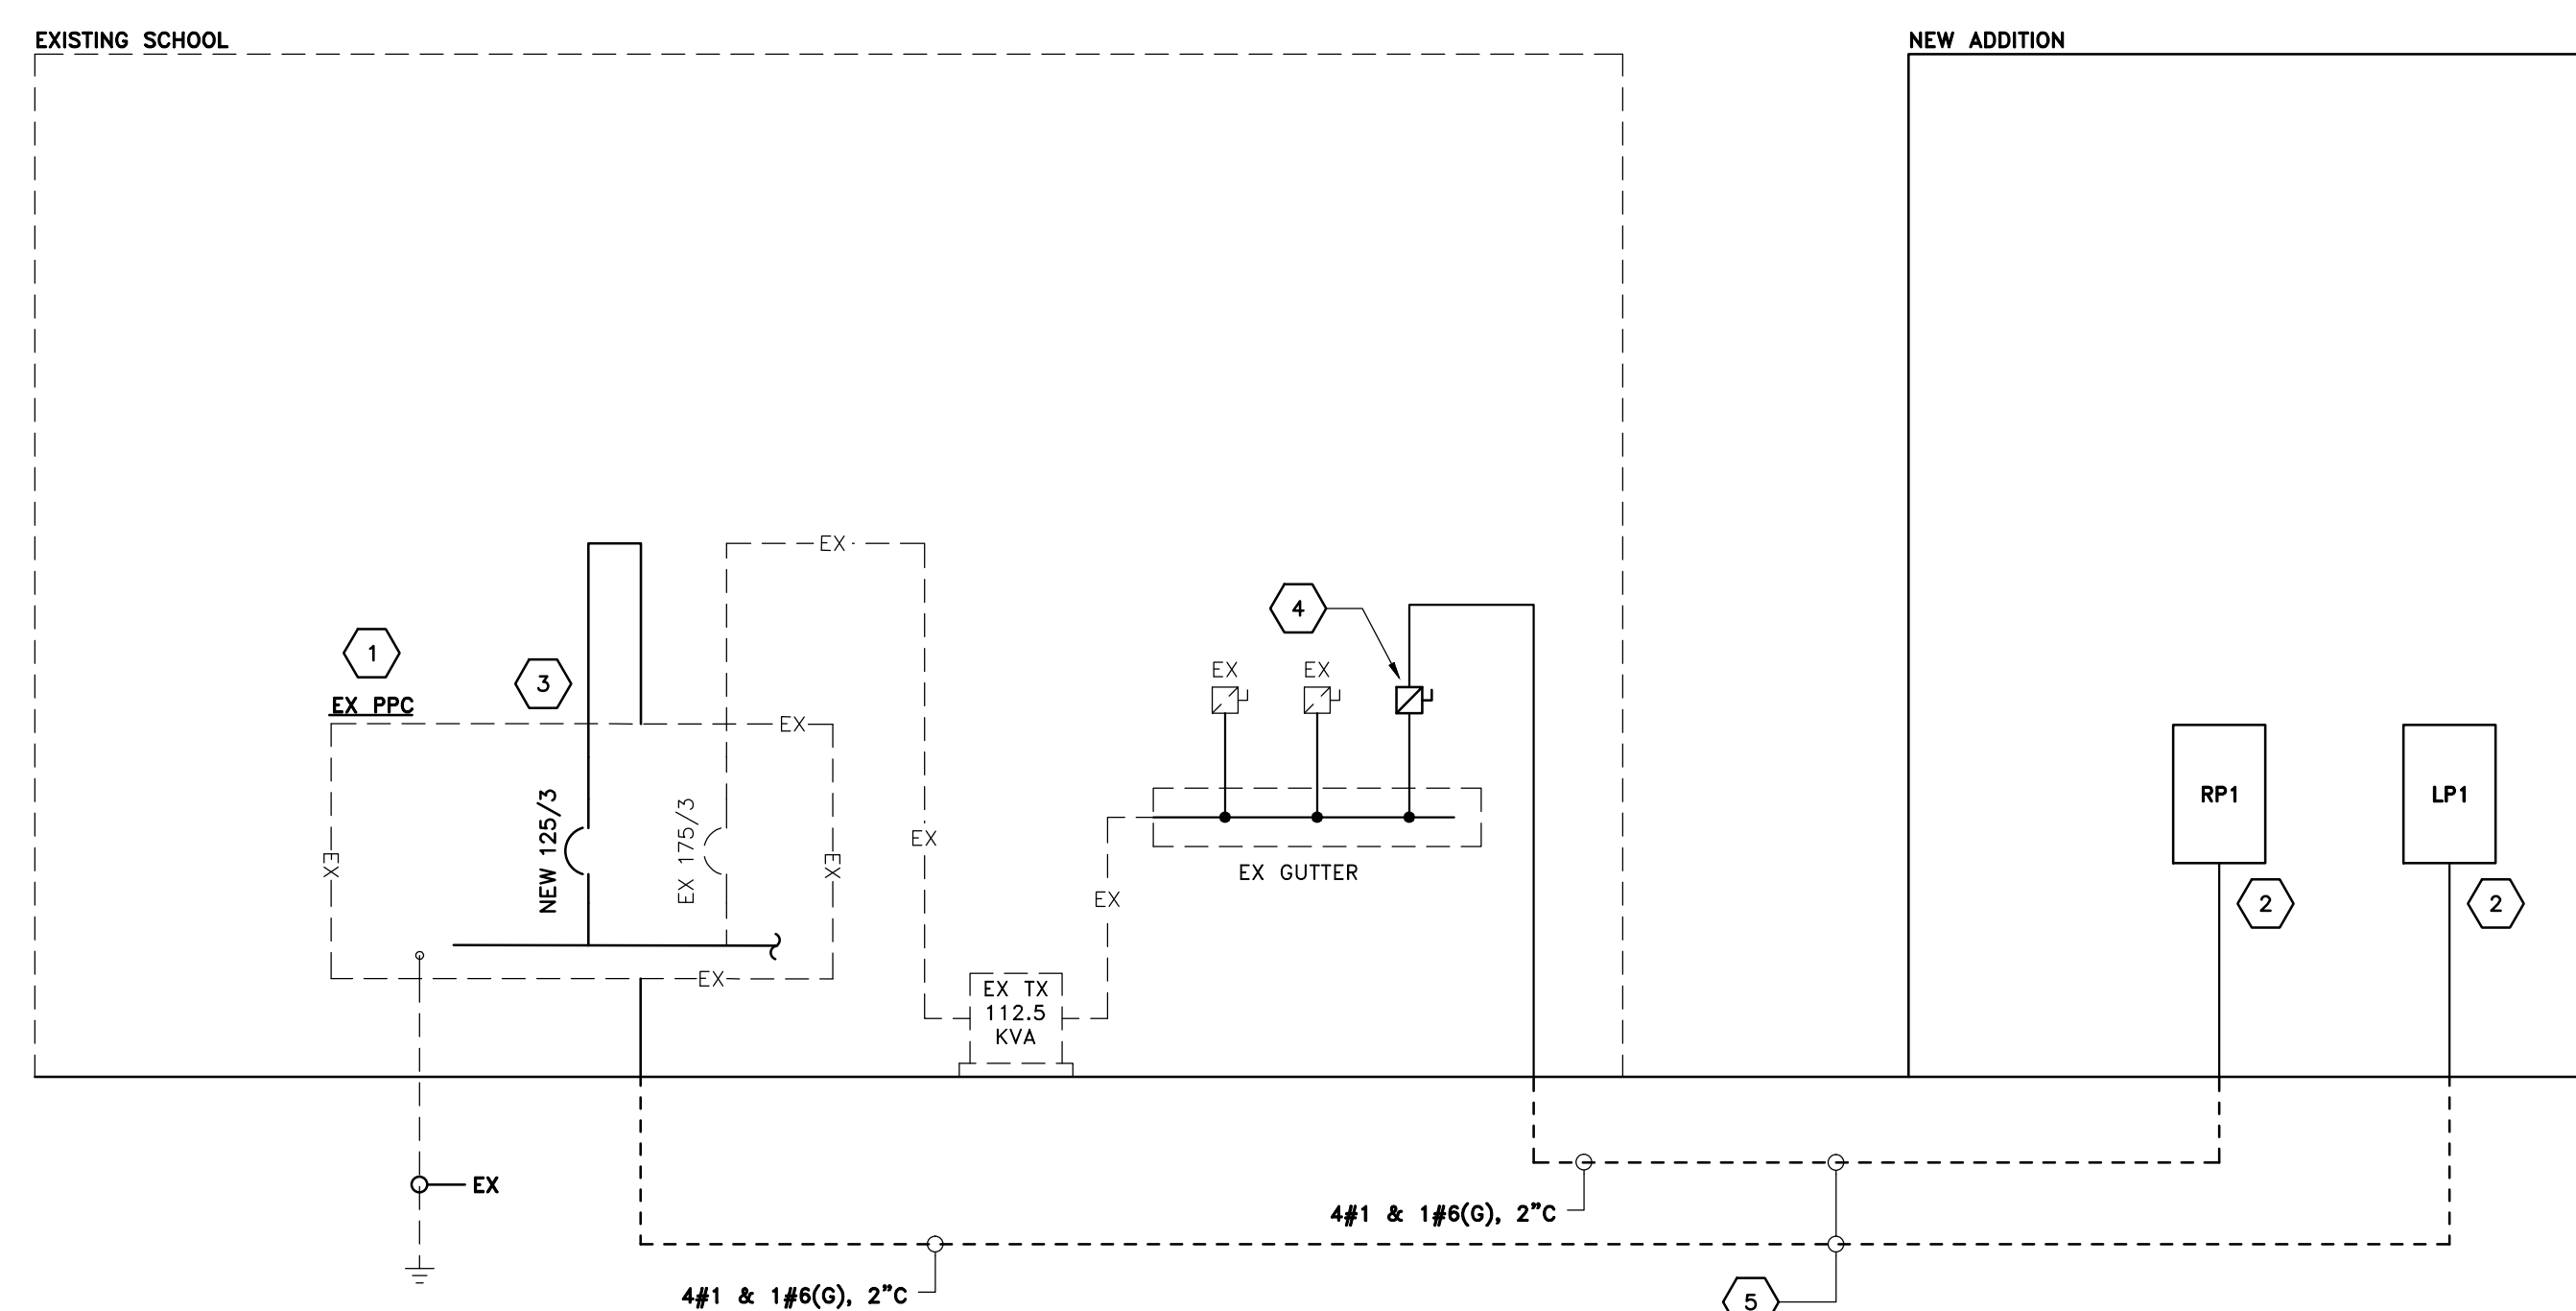 EXISTING SCHOOL
NEW ADDITION
EX
4
1
3
EX
EX
EX PPC
EX
EX
EX
NEW 125/3
EX 175/3
EX
EX
EX GUTTER
EX
RP1
LP1
2
2
EX
EX TX
112.5
KVA
EX
4#1 & 1#6(G), 2"C
4#1 & 1#6(G), 2"C
5